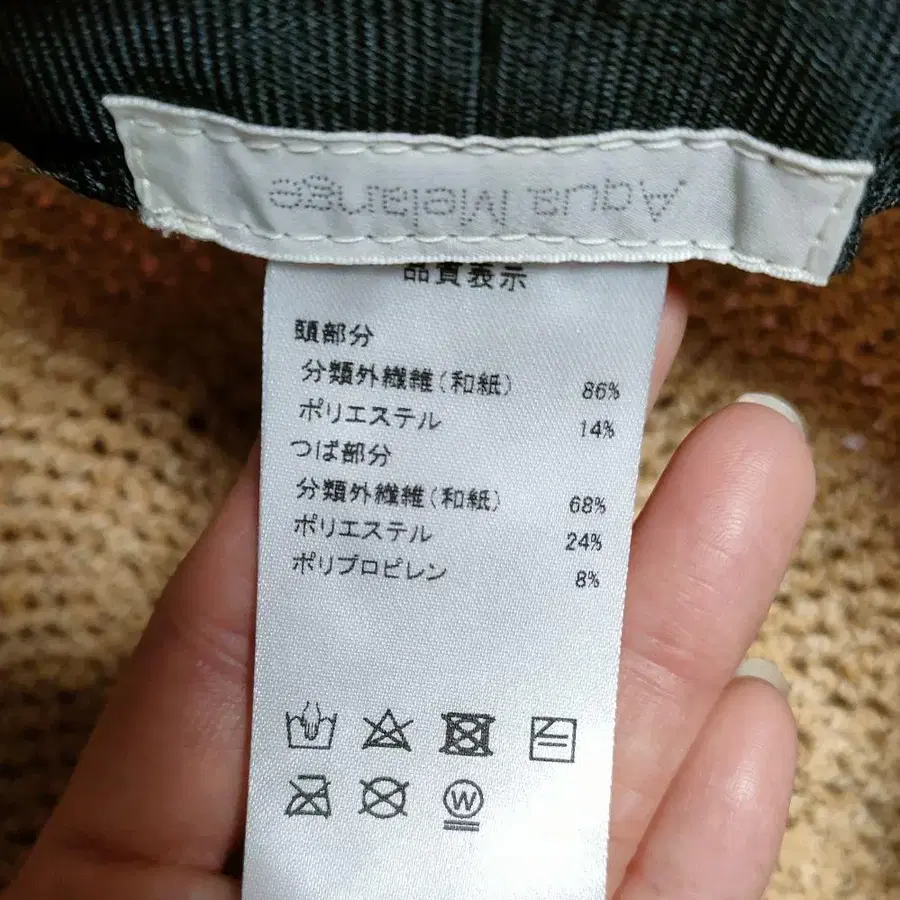 Aqua Melange
品質表示
頭部分
分類外繊維(和紙) 86%
ポリエステル 14%
つば部分
分類外繊維(和紙) 68%
ポリエステル 24%
ポリプロピレン 8%
W